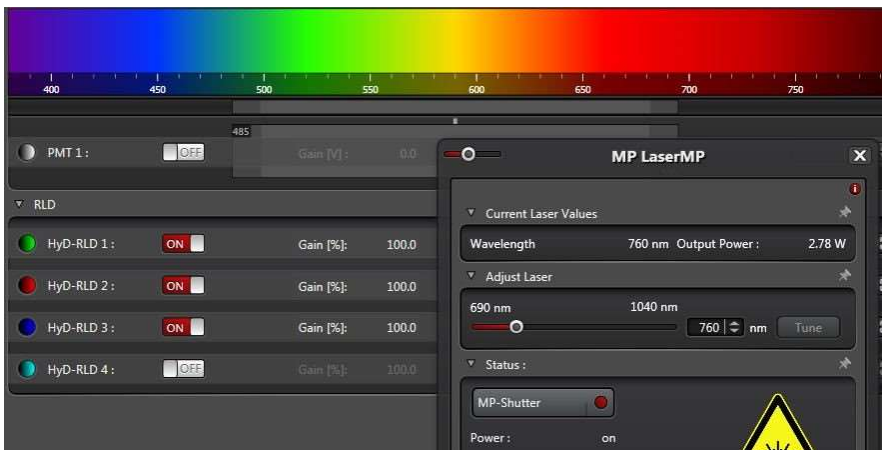 400 450 500 550 600 650 700 750
485
PMT 1 : OFF Gain [V] : 0.0
MP LaserMP X
RLD
Current Laser Values
HyD-RLD 1 : ON Gain [%]: 100.0
Wavelength 760 nm Output Power : 2.78 W
Adjust Laser
HyD-RLD 2 : ON Gain [%]: 100.0
690 nm 1040 nm
HyD-RLD 3 : ON Gain [%]: 100.0
760 nm Tune
HyD-RLD 4 : OFF Gain [%]: 100.0
Status :
MP-Shutter
Power : on